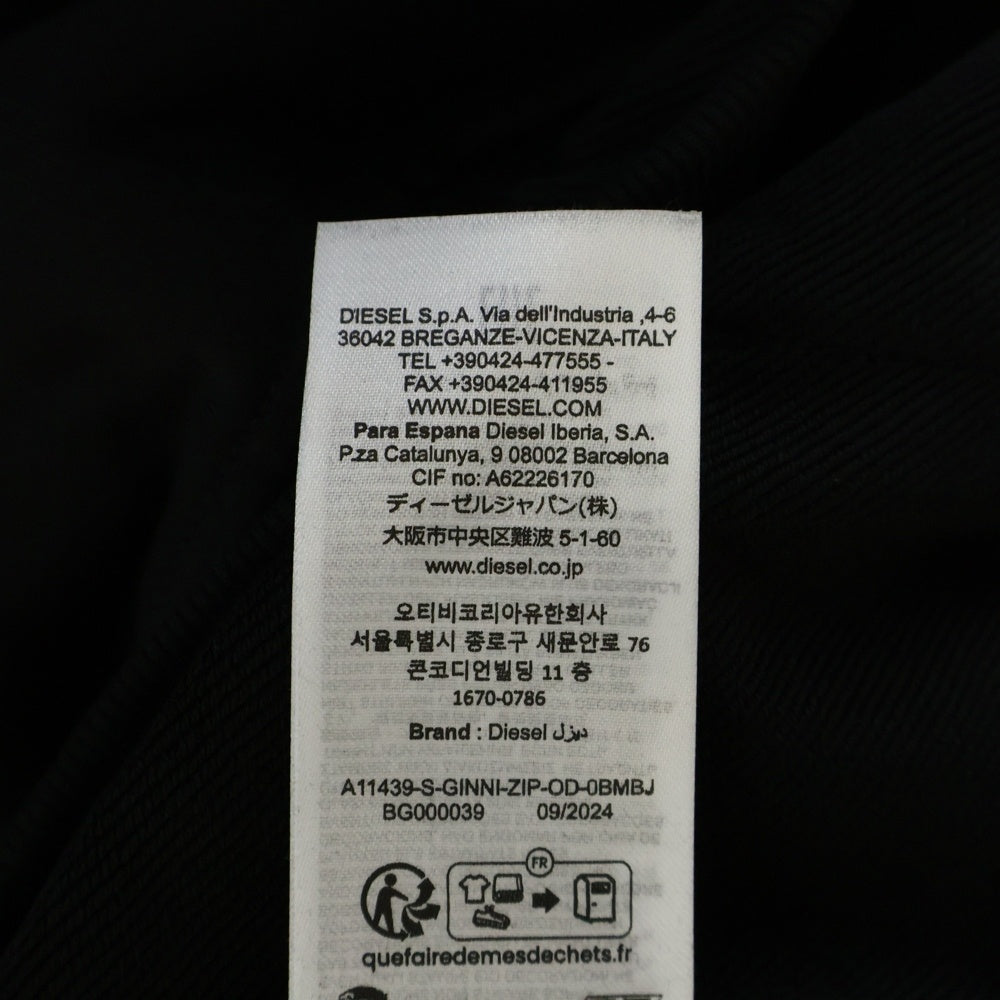 DIESEL S.p.A. Via dell'Industria ,4-6
36042 BREGANZE-VICENZA-ITALY
TEL +390424-477555 -
FAX +390424-411955
WWW.DIESEL.COM
Para Espana Diesel Iberia, S.A.
P.za Catalunya, 9 08002 Barcelona
CIF no: A62226170
ディーゼルジャパン(株)
大阪市中央区難波 5-1-60
www.diesel.co.jp
오티비코리아유한회사
서울특별시 종로구 새문안로 76
콘코디언빌딩 11 층
1670-0786
Brand : Diesel ديزل
A11439-S-GINNI-ZIP-OD-0BMBJ
BG000039 09/2024
FR
quefairedemesdechets.fr